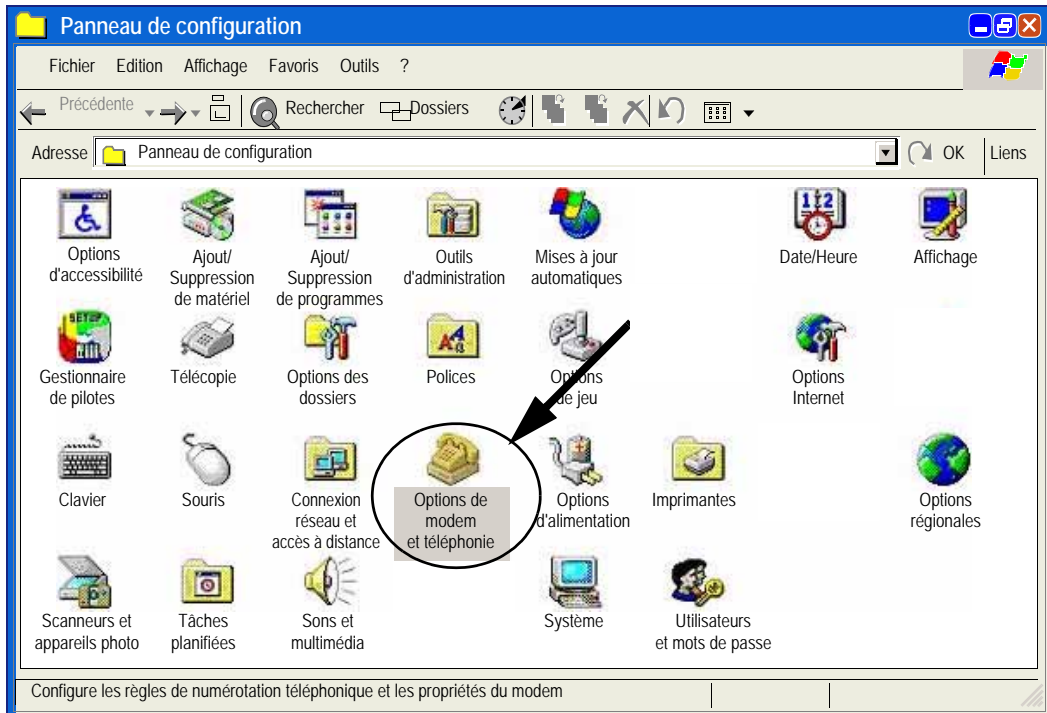 Panneau de configuration
Fichier Edition Affichage Favoris Outils ?
Précédente Rechercher Dossiers
Adresse Panneau de configuration OK Liens
Options
d'accessibilité
Ajout/
Suppression
de matériel
Ajout/
Suppression
de programmes
Outils
d'administration
Mises à jour
automatiques
Date/Heure
Affichage
Gestionnaire
de pilotes
Télécopie
Options des
dossiers
Polices
Options
de jeu
Options
Internet
Clavier
Souris
Connexion
réseau et
accès à distance
Options de
modem
et téléphonie
Options
d'alimentation
Imprimantes
Options
régionales
Scanneurs et
appareils photo
Tâches
planifiées
Sons et
multimédia
Système
Utilisateurs
et mots de passe
Configure les règles de numérotation téléphonique et les propriétés du modem